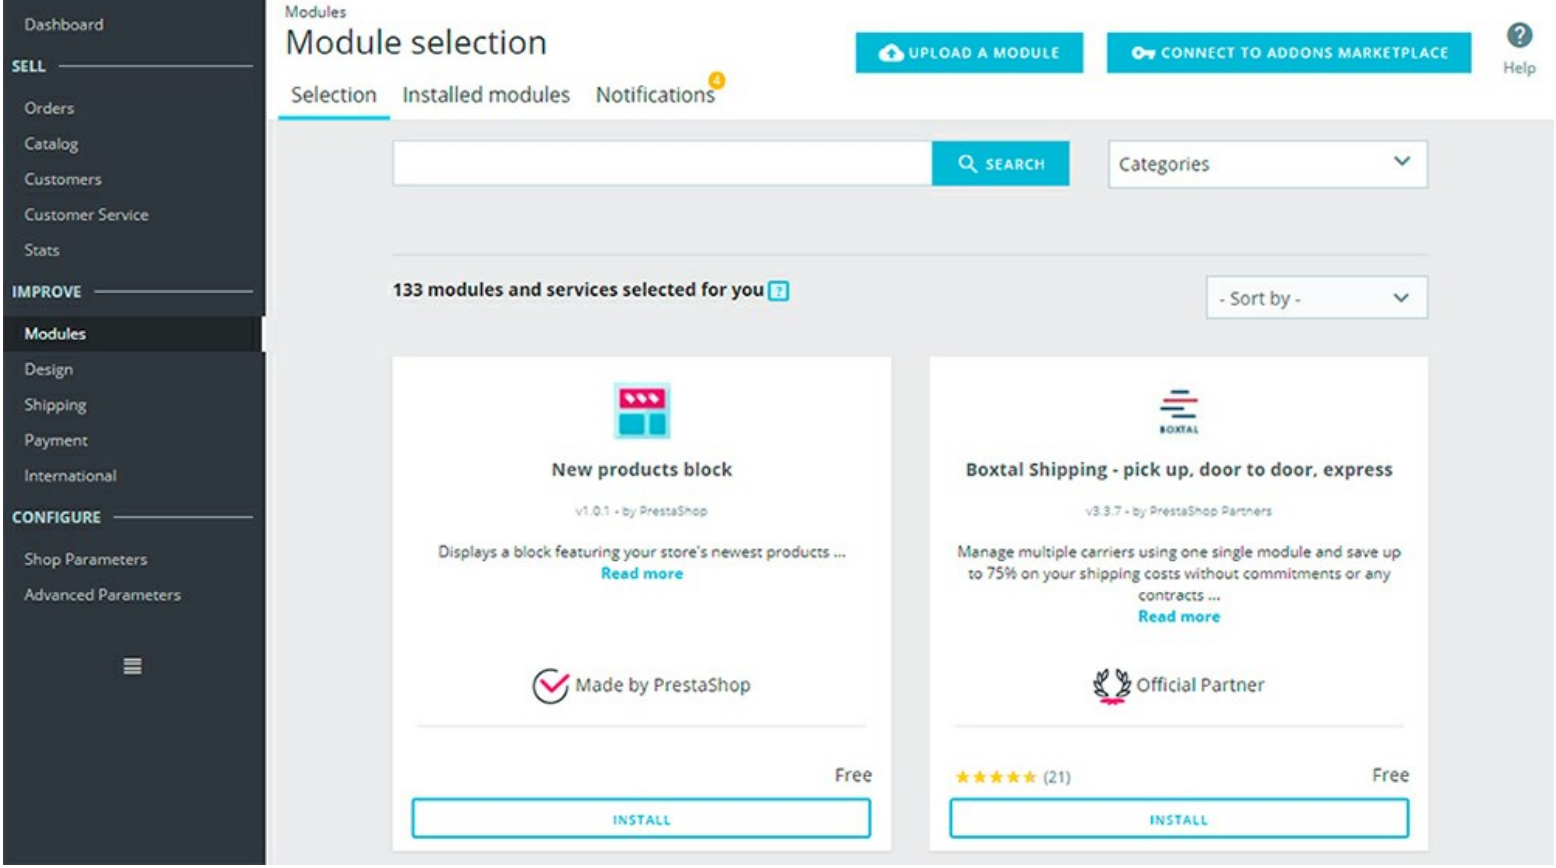 Dashboard
SELL
Orders
Catalog
Customers
Customer Service
Stats
IMPROVE
Modules
Design
Shipping
Payment
International
CONFIGURE
Shop Parameters
Advanced Parameters
Modules
Module selection
UPLOAD A MODULE
CONNECT TO ADDONS MARKETPLACE
?
Help
Selection
Installed modules
Notifications
4
SEARCH
Categories
133 modules and services selected for you ?
- Sort by -
New products block
v1.0.1 - by PrestaShop
Displays a block featuring your store's newest products ...
Read more
Made by PrestaShop
Free
INSTALL
BOXTAL
Boxtal Shipping - pick up, door to door, express
v3.3.7 - by PrestaShop Partners
Manage multiple carriers using one single module and save up
to 75% on your shipping costs without commitments or any
contracts ...
Read more
Official Partner
(21)
Free
INSTALL